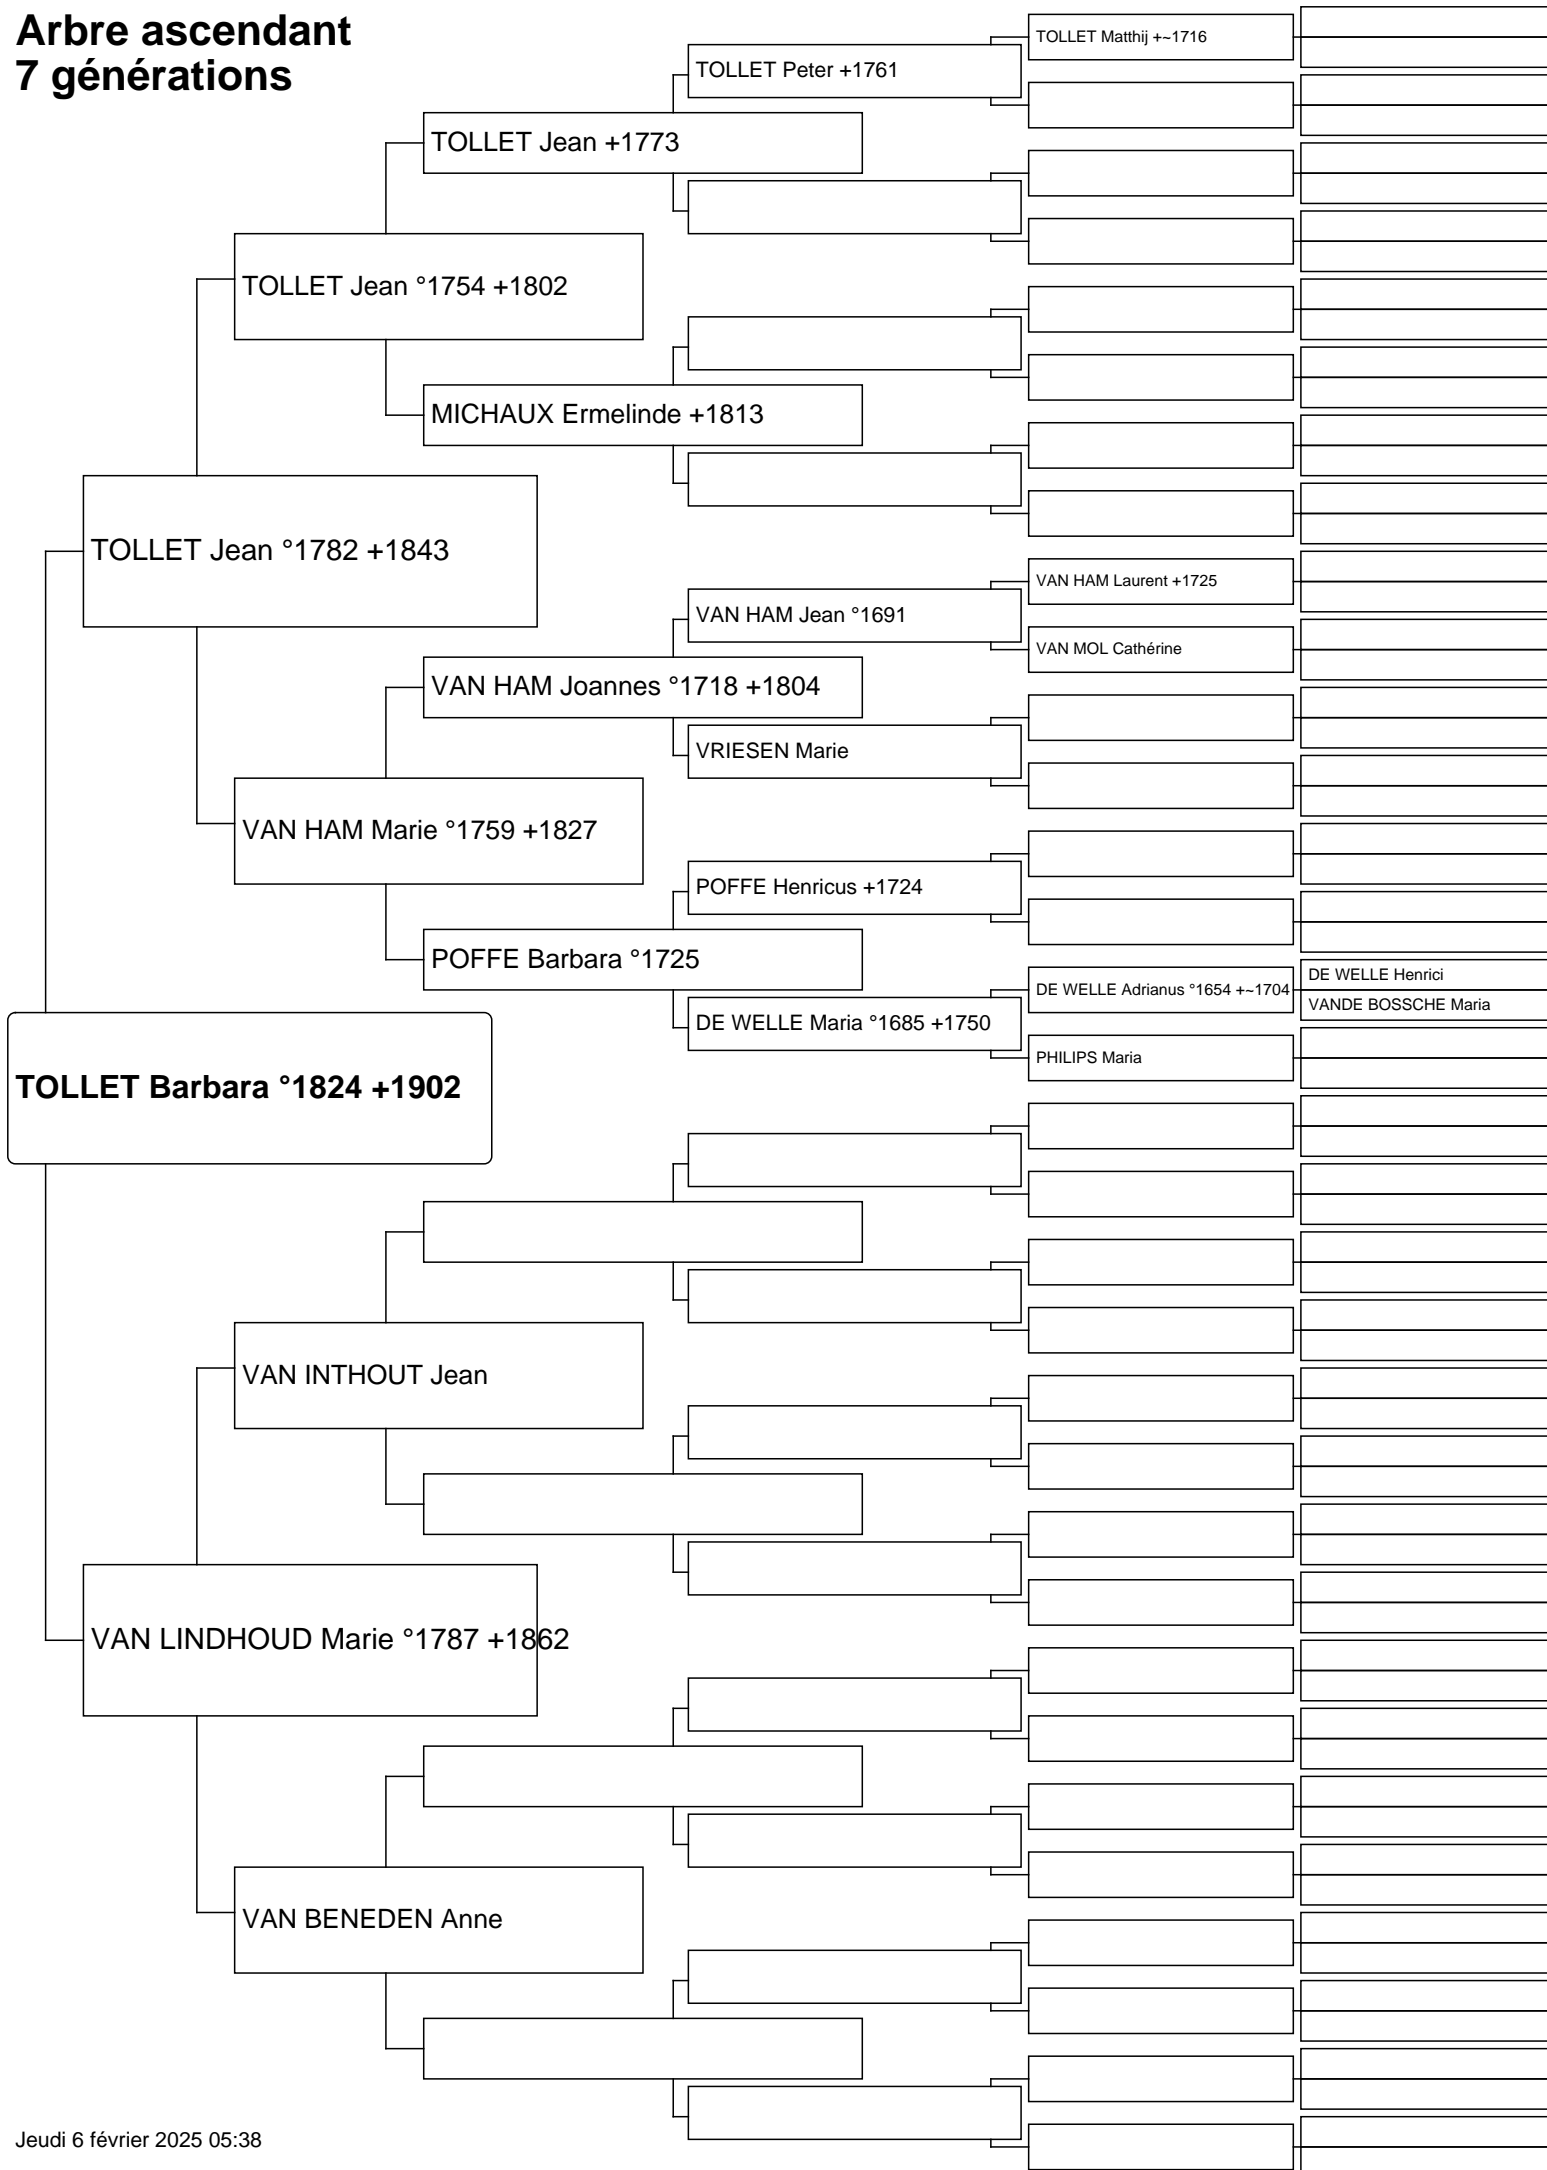 Arbre ascendant
7 générations
TOLLET Matthij +~1716
TOLLET Peter +1761
TOLLET Jean +1773
TOLLET Jean °1754 +1802
MICHAUX Ermelinde +1813
TOLLET Jean °1782 +1843
VAN HAM Laurent +1725
VAN HAM Jean °1691
VAN MOL Cathérine
VAN HAM Joannes °1718 +1804
VRIESEN Marie
VAN HAM Marie °1759 +1827
POFFE Henricus +1724
POFFE Barbara °1725
DE WELLE Henrici
DE WELLE Adrianus °1654 +~1704
VANDE BOSSCHE Maria
DE WELLE Maria °1685 +1750
PHILIPS Maria
TOLLET Barbara °1824 +1902
VAN INTHOUT Jean
VAN LINDHOUD Marie °1787 +1862
VAN BENEDEN Anne
Jeudi 6 février 2025 05:38